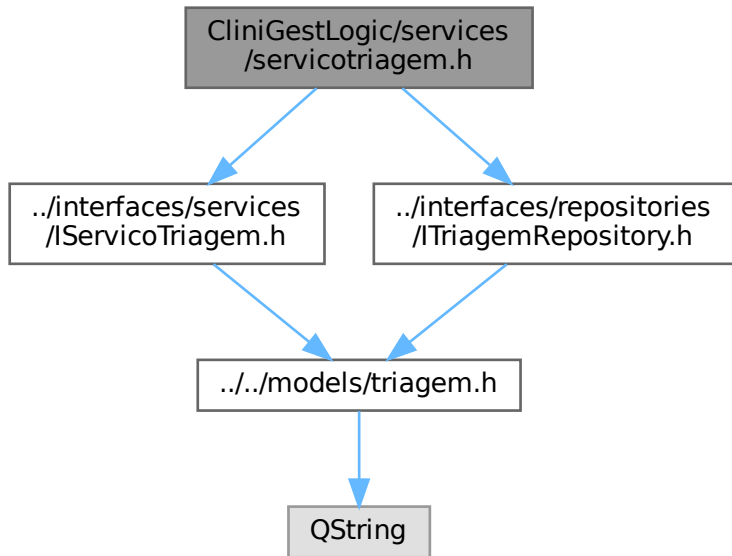 CliniGestLogic/services
/servicotriagem.h
../interfaces/services
/IServicoTriagem.h
../interfaces/repositories
/ITriagemRepository.h
../../models/triagem.h
QString